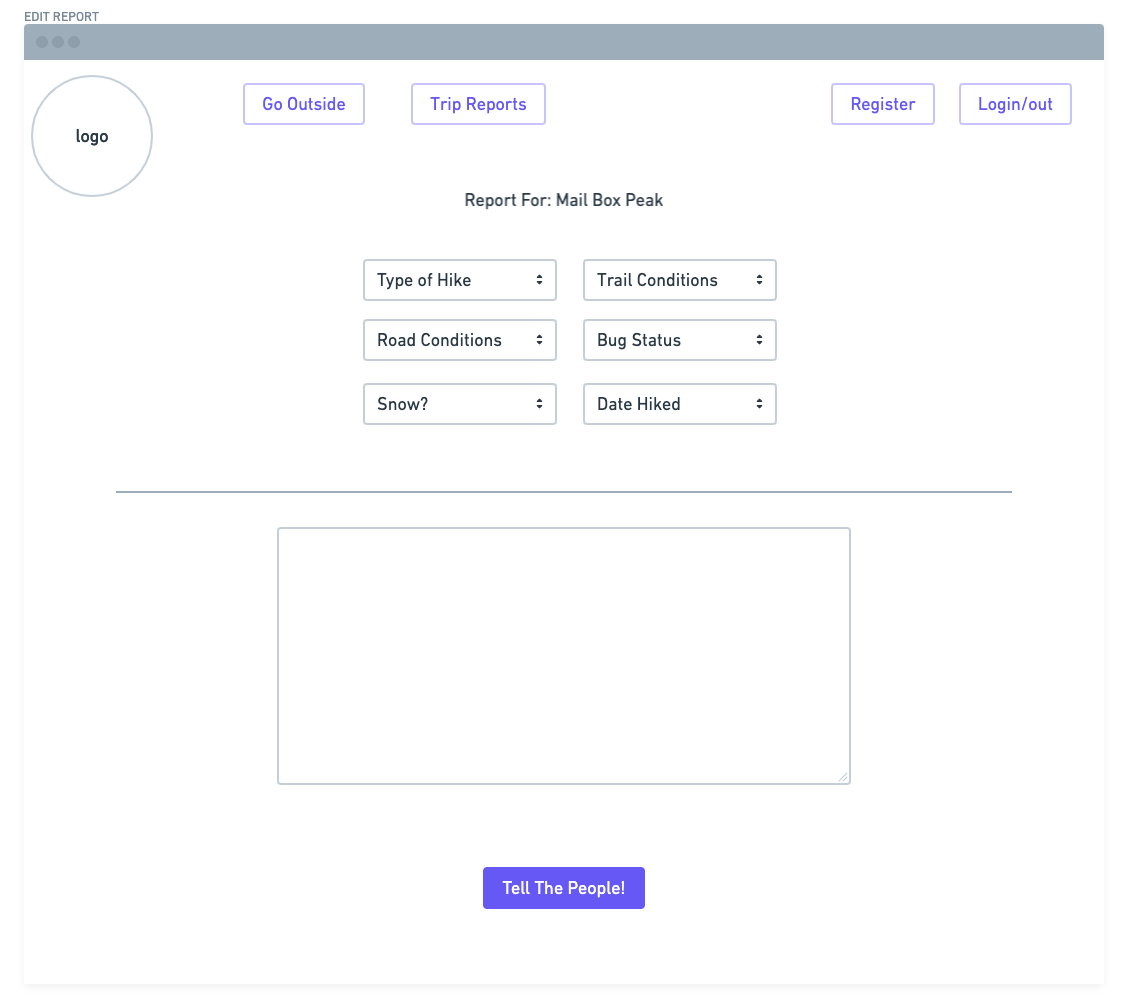 EDIT REPORT
logo
Go Outside
Trip Reports
Register
Login/out
Report For: Mail Box Peak
Type of Hike
Trail Conditions
Road Conditions
Bug Status
Snow?
Date Hiked
Tell The People!